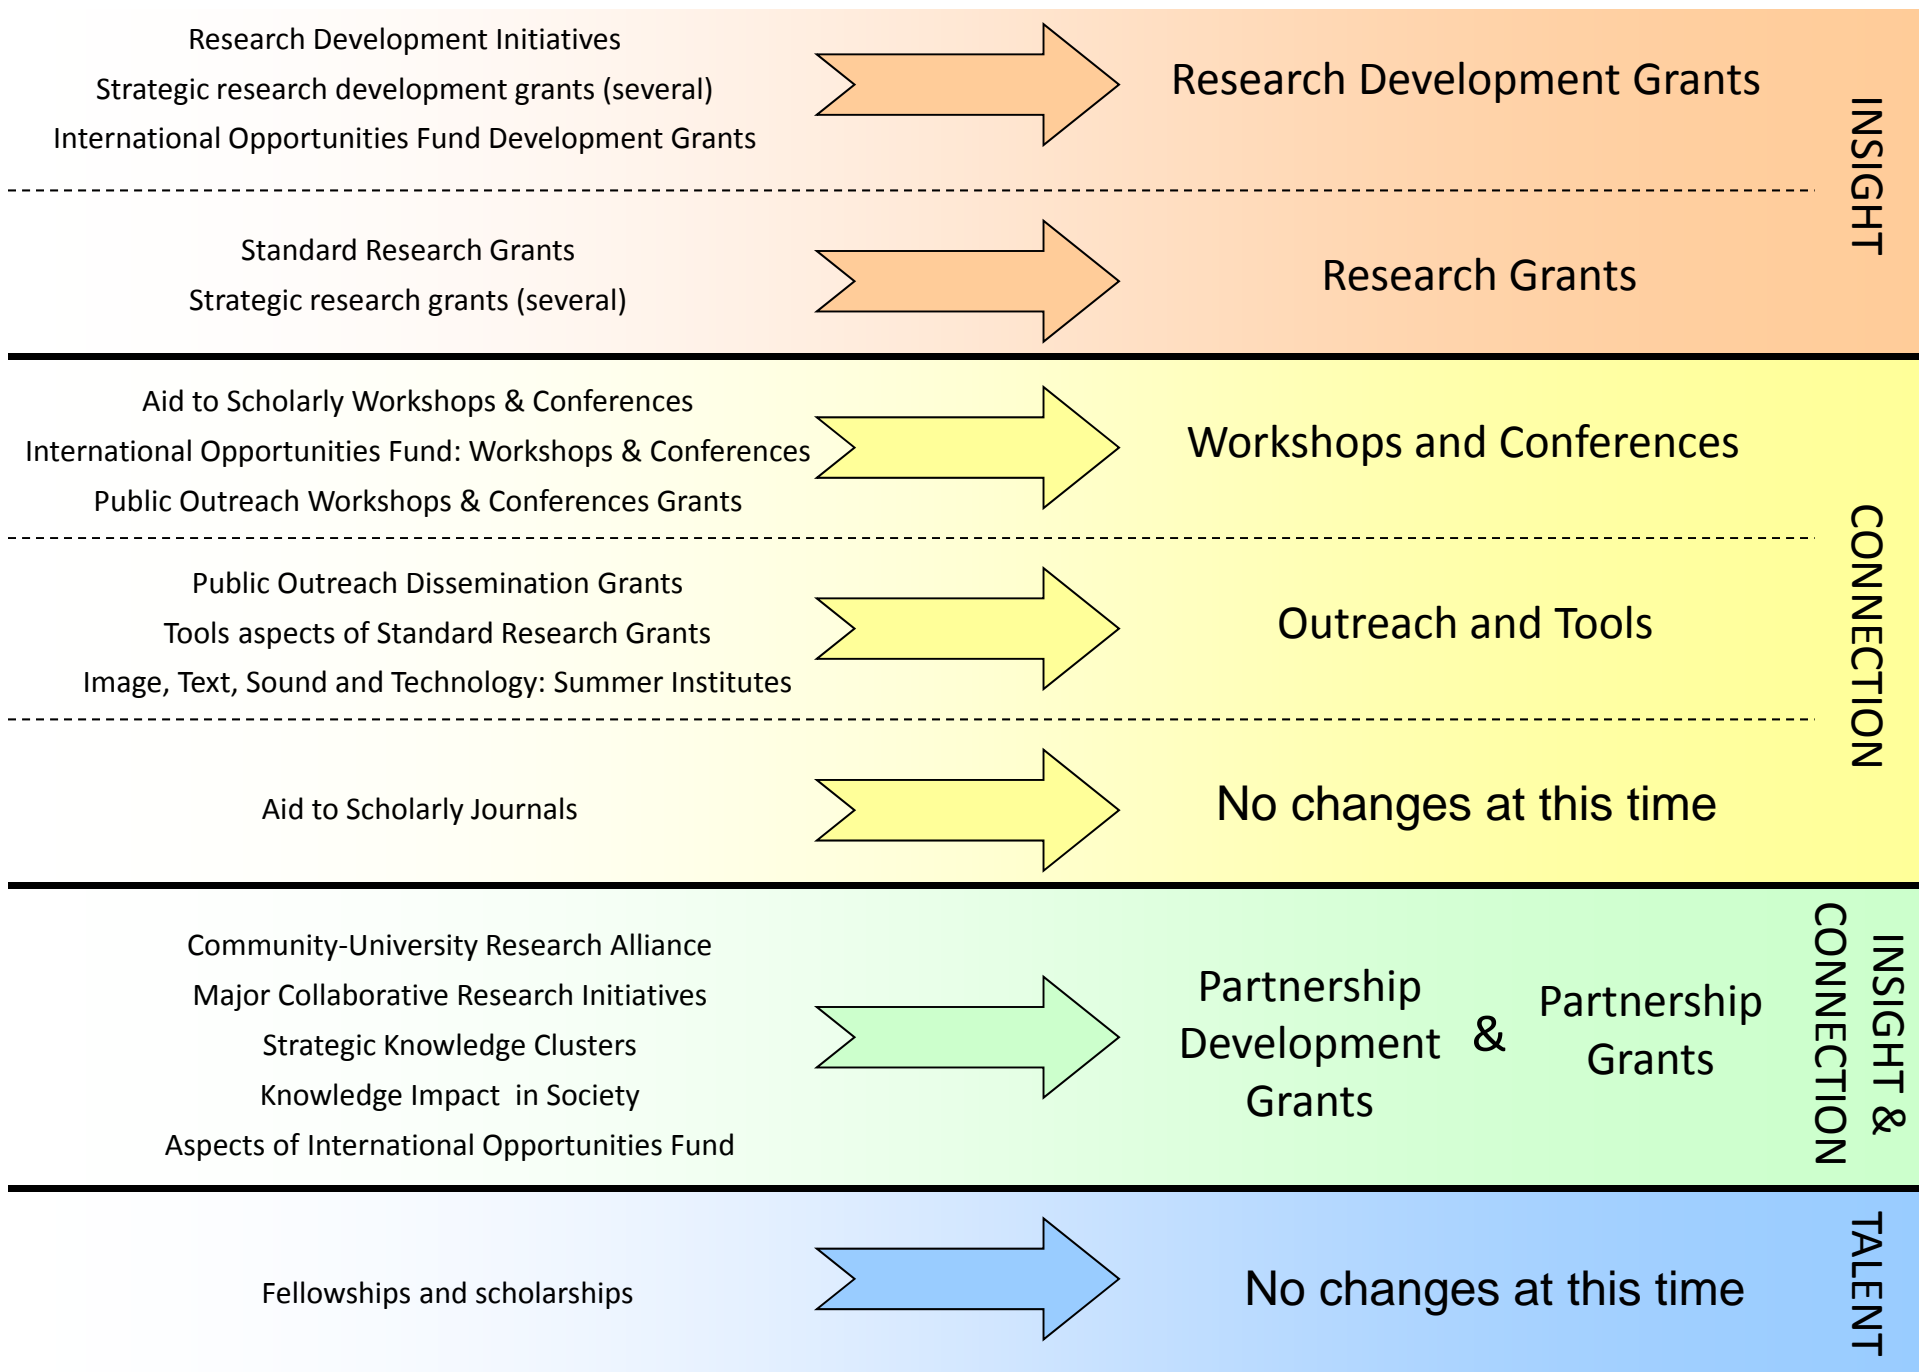 Research Development Initiatives
Strategic research development grants (several)
International Opportunities Fund Development Grants
Research Development Grants
Standard Research Grants
Strategic research grants (several)
Research Grants
INSIGHT
Aid to Scholarly Workshops & Conferences
International Opportunities Fund: Workshops & Conferences
Public Outreach Workshops & Conferences Grants
Workshops and Conferences
Public Outreach Dissemination Grants
Tools aspects of Standard Research Grants
Image, Text, Sound and Technology: Summer Institutes
Outreach and Tools
Aid to Scholarly Journals
No changes at this time
CONNECTION
Community-University Research Alliance
Major Collaborative Research Initiatives
Strategic Knowledge Clusters
Knowledge Impact in Society
Aspects of International Opportunities Fund
Partnership
Development
Grants
&
Partnership
Grants
INSIGHT &
CONNECTION
Fellowships and scholarships
No changes at this time
TALENT